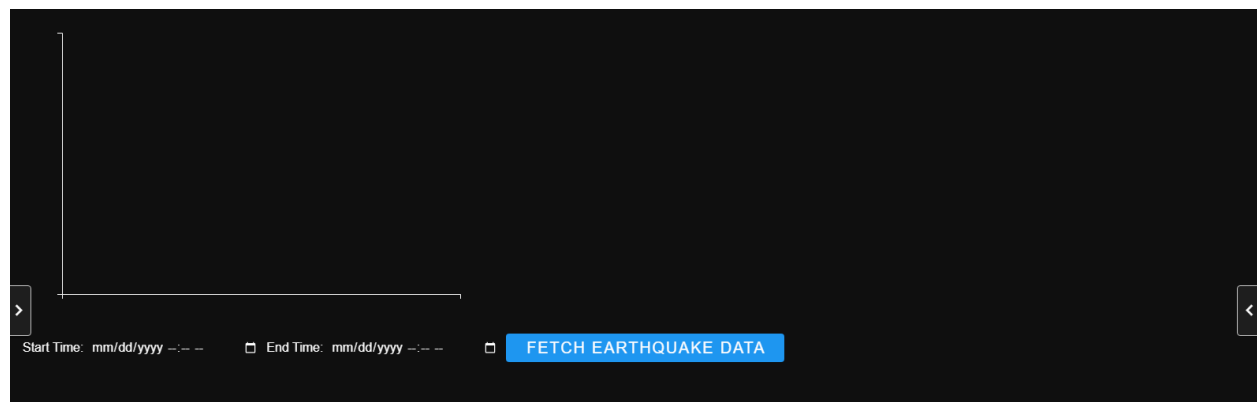 Start Time: mm/dd/yyyy --:-- -- End Time: mm/dd/yyyy --:-- -- FETCH EARTHQUAKE DATA